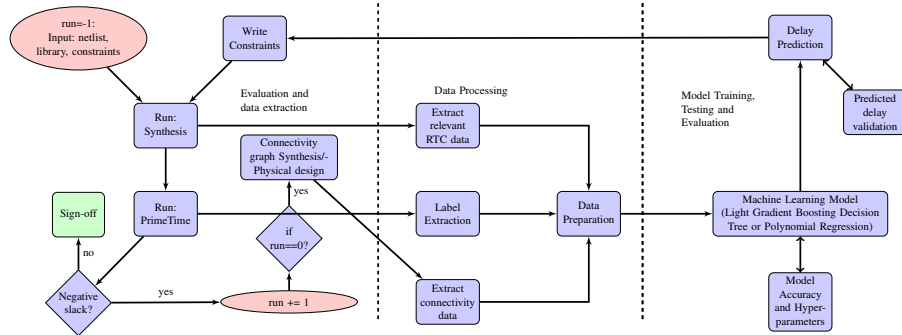 run=-1:
Input: netlist,
library, constraints
Write
Constraints
Delay
Prediction
Evaluation and
data extraction
Data Processing
Model Training,
Testing and
Evaluation
Predicted
delay
validation
Run:
Synthesis
Extract
relevant
RTC data
Connectivity
graph Synthesis/-
Physical design
yes
Sign-off
Run:
PrimeTime
if
run==0?
Label
Extraction
Data
Preparation
Machine Learning Model
(Light Gradient Boosting Decision
Tree or Polynomial Regression)
no
Negative
slack?
yes
run += 1
Extract
connectivity
data
Model
Accuracy
and Hyper-
parameters